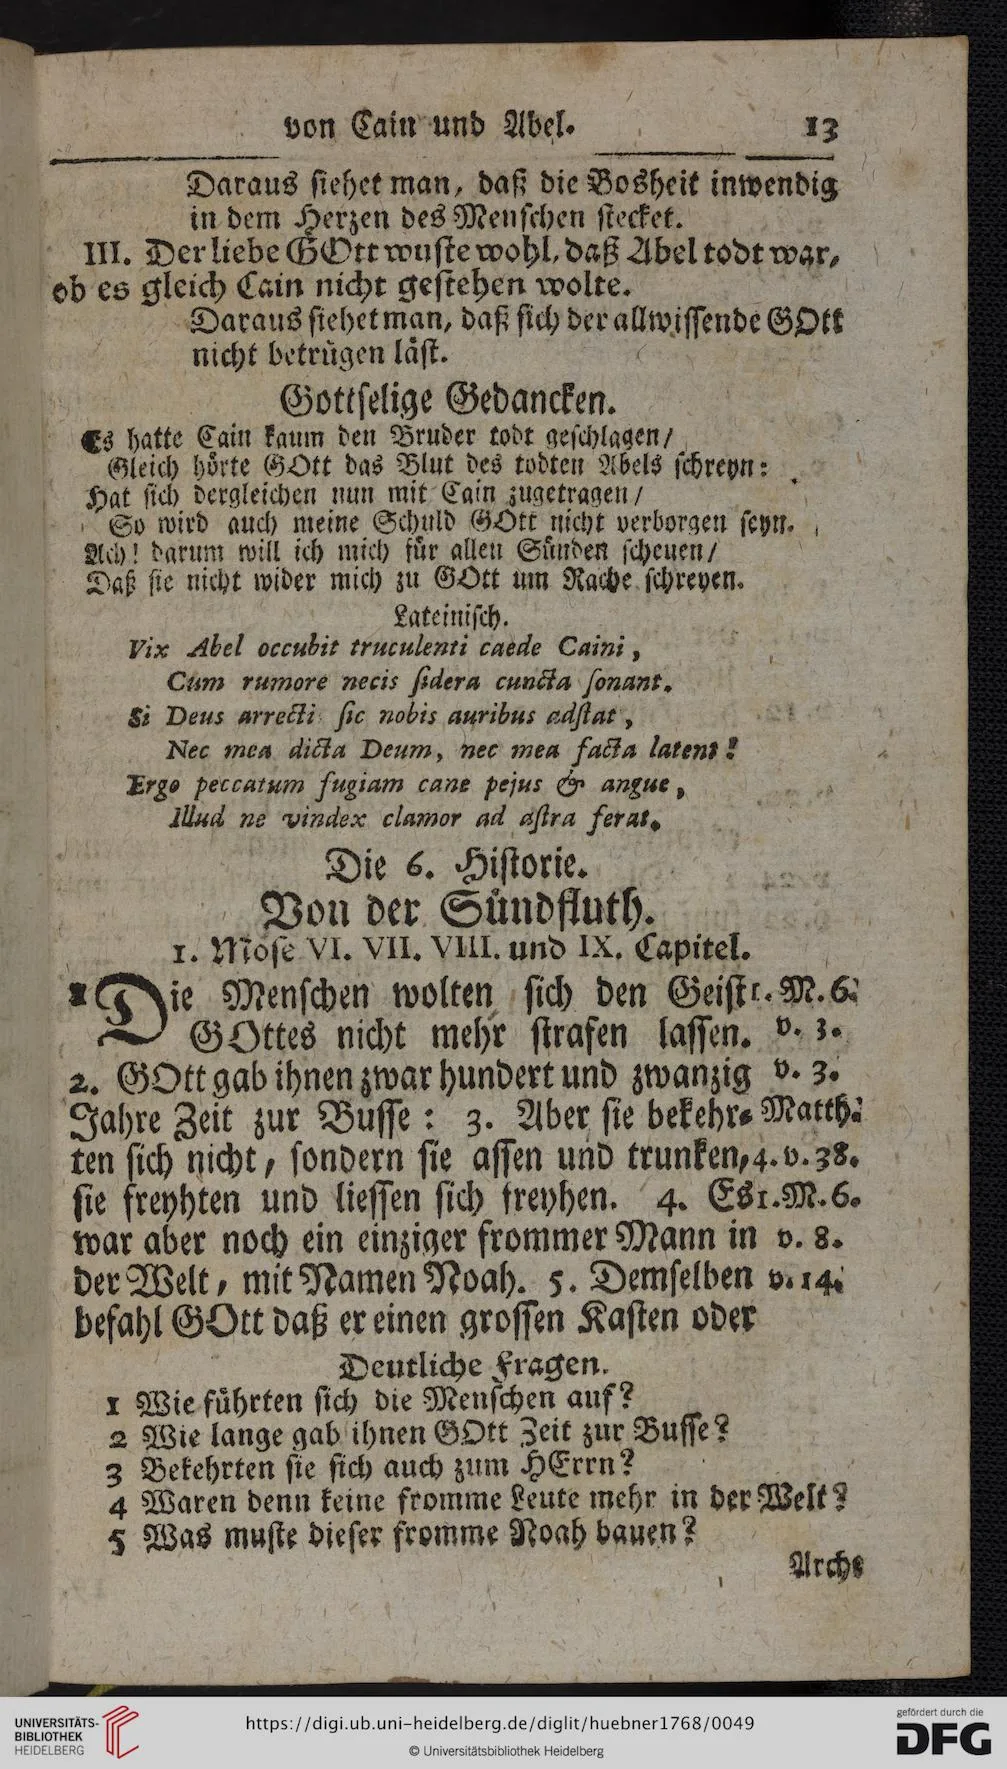 von Cain und Abel. 13
Daraus siehet man, daß die Bosheit inwendig
in dem Herzen des Menschen stecket.
III. Der liebe GOtt wuste wohl, daß Abel todt war,
ob es gleich Cain nicht gestehen wolte.
Daraus siehet man, daß sich der allwissende GOtt
nicht betrügen läst.
Gottselige Gedancken.
Es hatte Cain kaum den Bruder todt geschlagen/
Gleich hörte GOtt das Blut des todten Abels schreyn:
Hat sich dergleichen nun mit Cain zugetragen/
So wird auch meine Schuld GOtt nicht verborgen seyn.
Ach! darum will ich mich für allen Sünden scheuen/
Daß sie nicht wider mich zu GOtt um Rache schreyen.
Lateinisch.
Vix Abel occubit truculenti caede Caini,
Cum rumore necis ſidera cuncta ſonant.
Si Deus arrecti ſic nobis auribus adſtat,
Nec mea dicta Deum, nec mea facta latent!
Ergo peccatum fugiam cane pejus & angue,
Illud ne vindex clamor ad aſtra ferat.
Die 6. Historie.
Von der Sündfluth.
1. Mose VI. VII. VIII. und IX. Capitel.
1 Die Menschen wolten sich den Geist 1. M. 6.
GOttes nicht mehr strafen lassen. v. 3.
2. GOtt gab ihnen zwar hundert und zwanzig v. 3.
Jahre Zeit zur Busse: 3. Aber sie bekehr- Matth.
ten sich nicht, sondern sie assen und trunken, 4. v. 38.
sie freyhten und liessen sich freyhen. 4. Es 1. M. 6.
war aber noch ein einziger frommer Mann in v. 8.
der Welt, mit Namen Noah. 5. Demselben v. 14.
befahl GOtt daß er einen grossen Kasten oder
Deutliche Fragen.
1 Wie führten sich die Menschen auf?
2 Wie lange gab ihnen GOtt Zeit zur Busse?
3 Bekehrten sie sich auch zum HErrn?
4 Waren denn keine fromme Leute mehr in der Welt?
5 Was muste dieser fromme Noah bauen?
Arche
UNIVERSITÄTS-
BIBLIOTHEK
HEIDELBERG
https://digi.ub.uni-heidelberg.de/diglit/huebner1768/0049
© Universitätsbibliothek Heidelberg
gefördert durch die
DFG